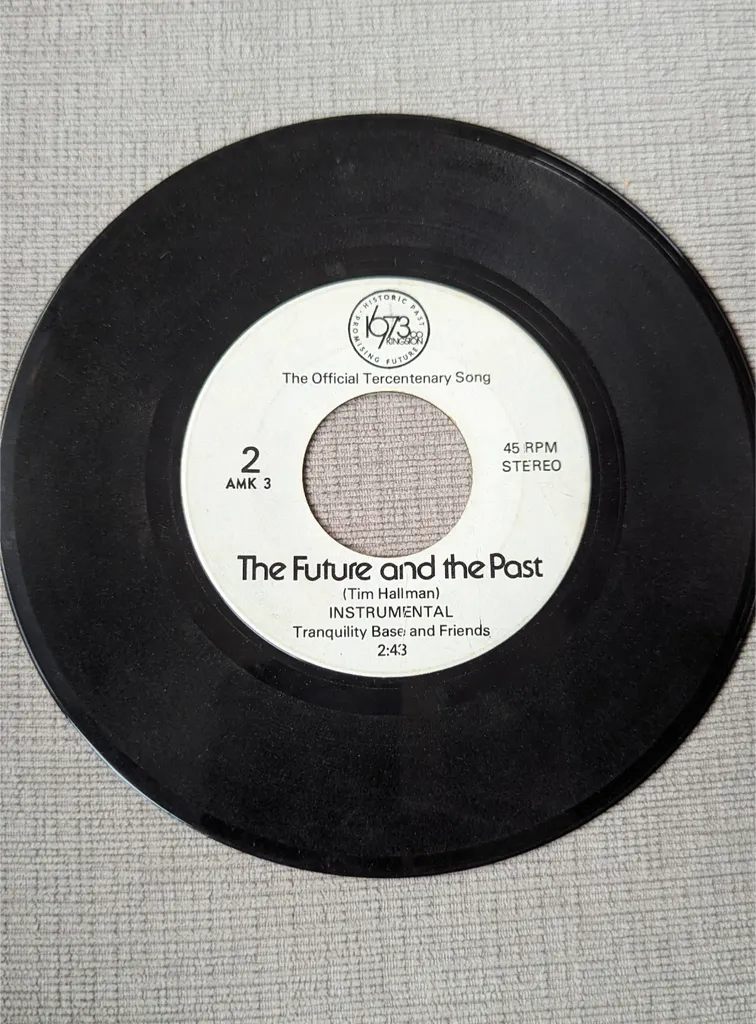 HISTORIC PAST
1673
KINGSTON
PROMISING FUTURE
The Official Tercentenary Song
2
AMK 3
45 RPM
STEREO
The Future and the Past
(Tim Hallman)
INSTRUMENTAL
Tranquility Base and Friends
2:43